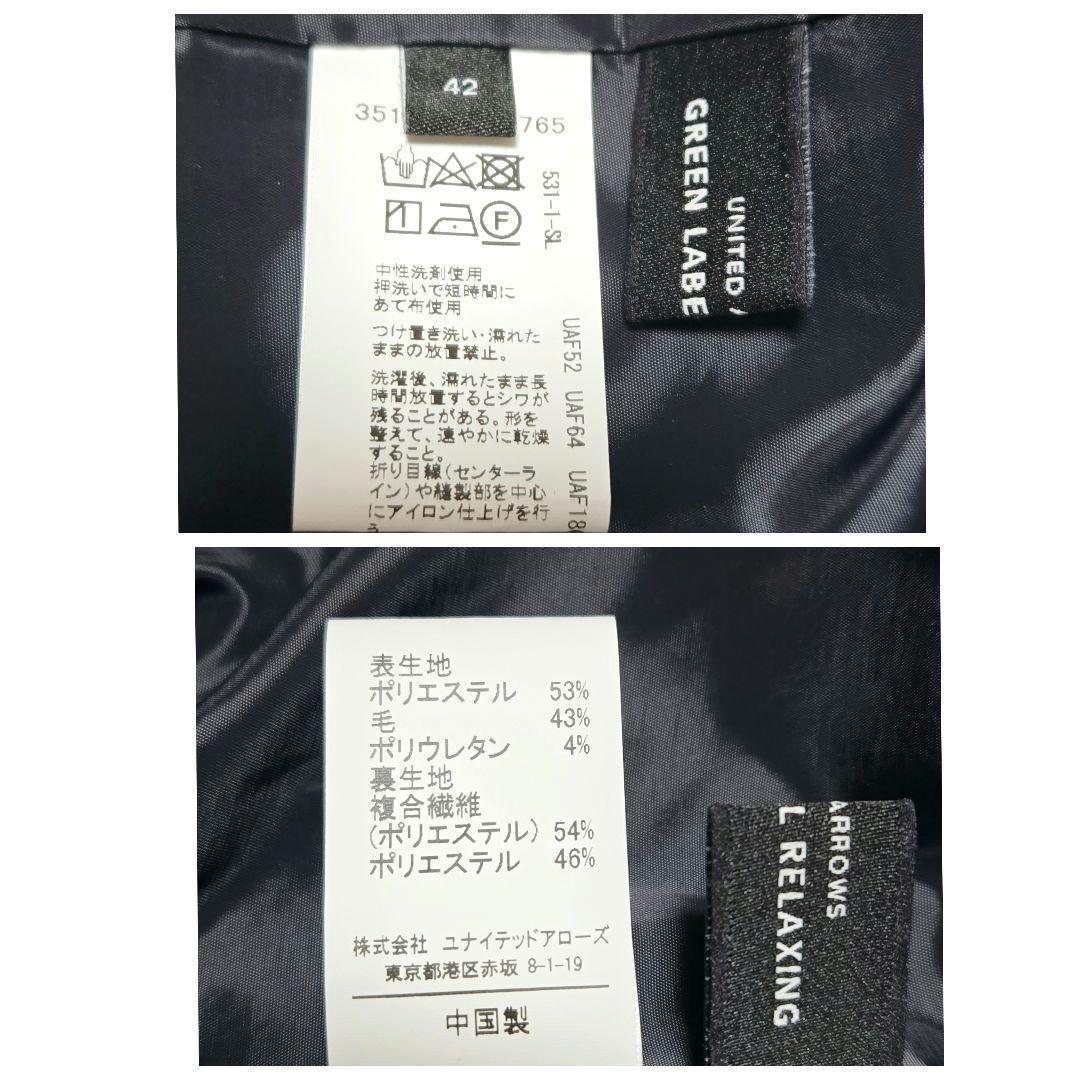 42
351
765
531-1-SL
中性洗剤使用
押洗いで短時間に
あて布使用
つけ置き洗い・濡れた
ままの放置禁止。
洗濯後、濡れたまま長
時間放置するとシワが
残ることがある。形を
整えて、速やかに乾燥
すること。
折り目線(センターラ
イン)や縫製部を中心
にアイロン仕上げを行
UAF52 UAF64
UNITED
GREEN LABE
表生地
ポリエステル 53%
毛 43%
ポリウレタン 4%
裏生地
複合繊維
(ポリエステル) 54%
ポリエステル 46%
株式会社 ユナイテッドアローズ
東京都港区赤坂 8-1-19
中国製
ARROWS
L RELAXING